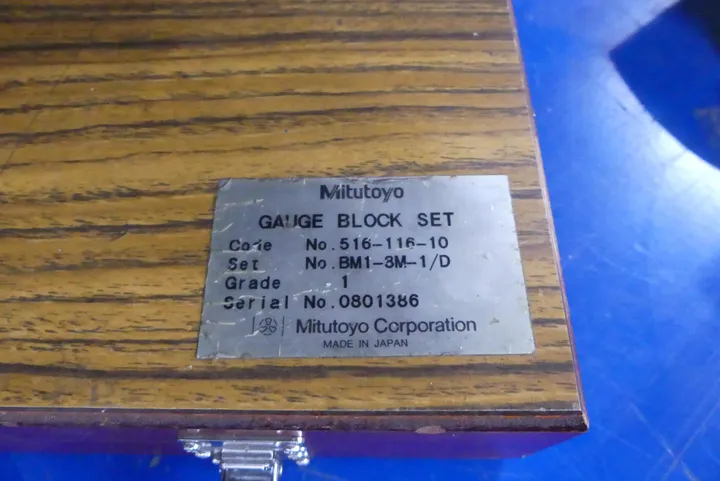 Mitutoyo
GAUGE BLOCK SET
Code No.516-116-10
Set No.BM1-3M-1/D
Grade 1
Serial No.0801386
Mitutoyo Corporation
MADE IN JAPAN